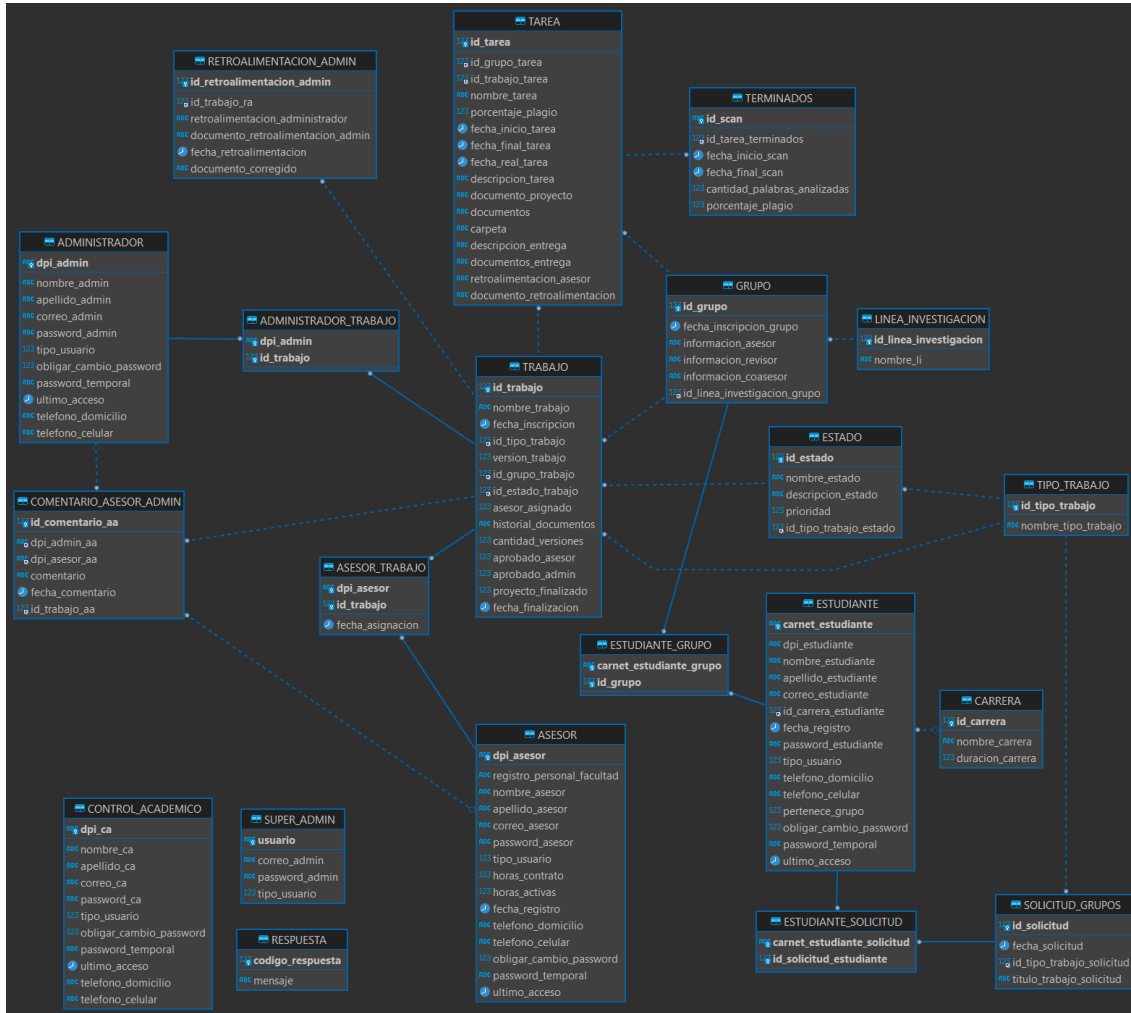 TAREA
id_tarea
id_grupo_tarea
id_trabajo_tarea
nombre_tarea
porcentaje_plagio
fecha_inicio_tarea
fecha_final_tarea
fecha_real_tarea
descripcion_tarea
documento_proyecto
documentos
carpeta
descripcion_entrega
documentos_entrega
retroalimentacion_asesor
documento_retroalimentacion
RETROALIMENTACION_ADMIN
id_retroalimentacion_admin
id_trabajo_ra
retroalimentacion_administrador
documento_retroalimentacion_admin
fecha_retroalimentacion
documento_corregido
TERMINADOS
id_scan
id_tarea_terminados
fecha_inicio_scan
fecha_final_scan
cantidad_palabras_analizadas
porcentaje_plagio
ADMINISTRADOR
dpi_admin
nombre_admin
apellido_admin
correo_admin
password_admin
tipo_usuario
obligar_cambio_password
password_temporal
ultimo_acceso
telefono_domicilio
telefono_celular
ADMINISTRADOR_TRABAJO
dpi_admin
id_trabajo
GRUPO
id_grupo
fecha_inscripcion_grupo
informacion_asesor
informacion_revisor
informacion_coasesor
id_linea_investigacion_grupo
LINEA_INVESTIGACION
id_linea_investigacion
nombre_li
TRABAJO
id_trabajo
nombre_trabajo
fecha_inscripcion
id_tipo_trabajo
version_trabajo
id_grupo_trabajo
id_estado_trabajo
asesor_asignado
historial_documentos
cantidad_versiones
aprobado_asesor
aprobado_admin
proyecto_finalizado
fecha_finalizacion
ESTADO
id_estado
nombre_estado
descripcion_estado
prioridad
id_tipo_trabajo_estado
TIPO_TRABAJO
id_tipo_trabajo
nombre_tipo_trabajo
COMENTARIO_ASESOR_ADMIN
id_comentario_aa
dpi_admin_aa
dpi_asesor_aa
comentario
fecha_comentario
id_trabajo_aa
ASESOR_TRABAJO
dpi_asesor
id_trabajo
fecha_asignacion
ESTUDIANTE_GRUPO
carnet_estudiante_grupo
id_grupo
ESTUDIANTE
carnet_estudiante
dpi_estudiante
nombre_estudiante
apellido_estudiante
correo_estudiante
id_carrera_estudiante
fecha_registro
password_estudiante
tipo_usuario
telefono_domicilio
telefono_celular
pertenece_grupo
obligar_cambio_password
password_temporal
ultimo_acceso
CARRERA
id_carrera
nombre_carrera
duracion_carrera
ASESOR
dpi_asesor
registro_personal_facultad
nombre_asesor
apellido_asesor
correo_asesor
password_asesor
tipo_usuario
horas_contrato
horas_activas
fecha_registro
telefono_domicilio
telefono_celular
obligar_cambio_password
password_temporal
ultimo_acceso
CONTROL_ACADEMICO
dpi_ca
nombre_ca
apellido_ca
correo_ca
password_ca
tipo_usuario
obligar_cambio_password
password_temporal
ultimo_acceso
telefono_domicilio
telefono_celular
SUPER_ADMIN
usuario
correo_admin
password_admin
tipo_usuario
RESPUESTA
codigo_respuesta
mensaje
ESTUDIANTE_SOLICITUD
carnet_estudiante_solicitud
id_solicitud_estudiante
SOLICITUD_GRUPOS
id_solicitud
fecha_solicitud
id_tipo_trabajo_solicitud
titulo_trabajo_solicitud